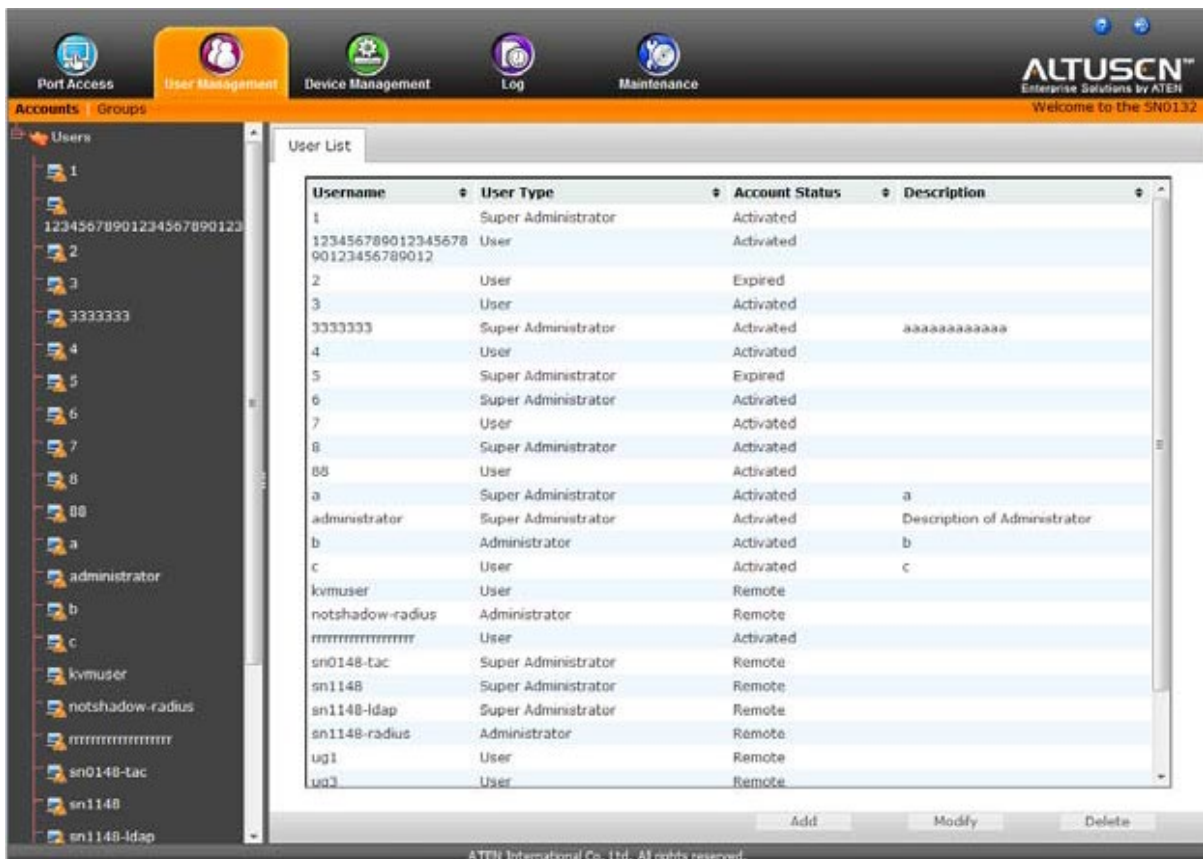 Port Access User Management Device Management Log Maintenance
ALTUSEN™
Enterprise Solutions by ATEN
Accounts | Groups
Welcome to the SN0132
Users
1
12345678901234567890123
2
3
3333333
4
5
6
7
8
88
a
administrator
b
c
kvmuser
notshadow-radius
sn0148-tac
sn1148
sn1148-ldap
User List
Username User Type Account Status Description
1 Super Administrator Activated
123456789012345678 User Activated
90123456789012
2 User Expired
3 User Activated
3333333 Super Administrator Activated aaaaaaaaaaaa
4 User Activated
5 Super Administrator Expired
6 Super Administrator Activated
7 User Activated
8 Super Administrator Activated
88 User Activated
a Super Administrator Activated a
administrator Super Administrator Activated Description of Administrator
b Administrator Activated b
c User Activated c
kvmuser User Remote
notshadow-radius Administrator Remote
User Activated
sn0148-tac Super Administrator Remote
sn1148 Super Administrator Remote
sn1148-ldap Super Administrator Remote
sn1148-radius Administrator Remote
ug1 User Remote
ug3 User Remote
Add Modify Delete
ATEN International Co., Ltd. All rights reserved.